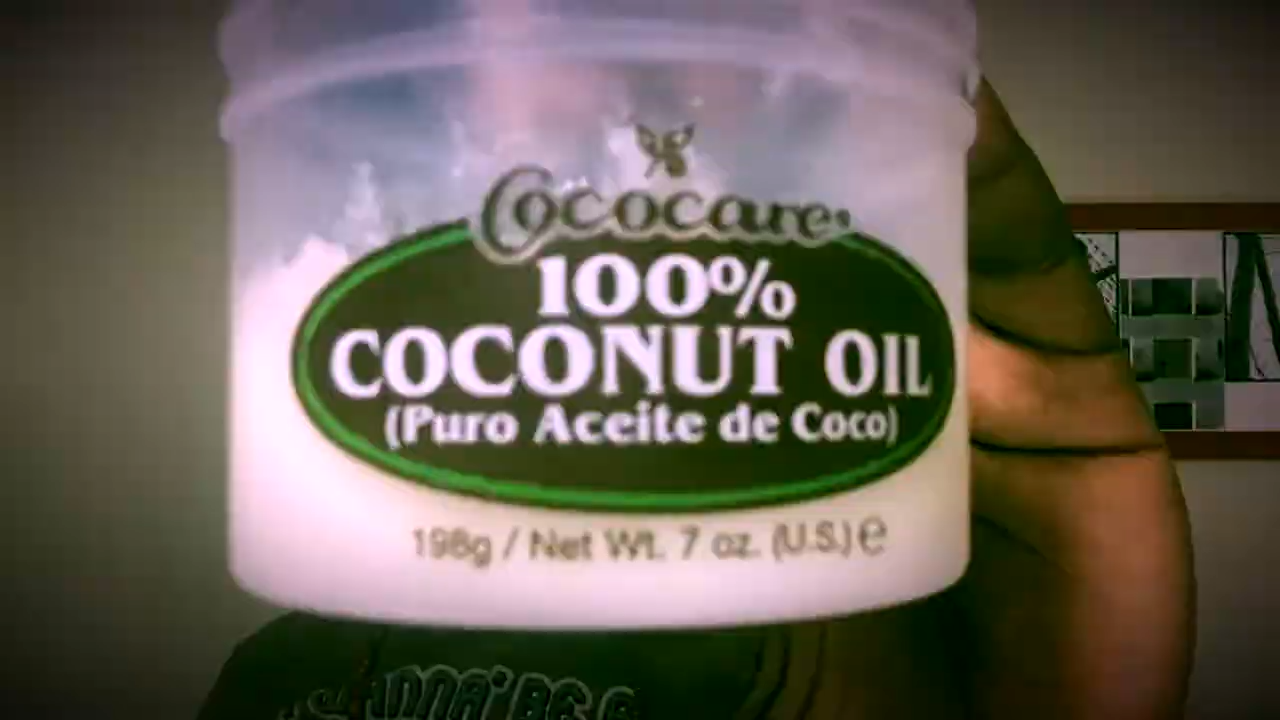 Cococare
100%
COCONUT OIL
(Puro Aceite de Coco)
198g / Net Wt. 7 oz. (U.S.) e